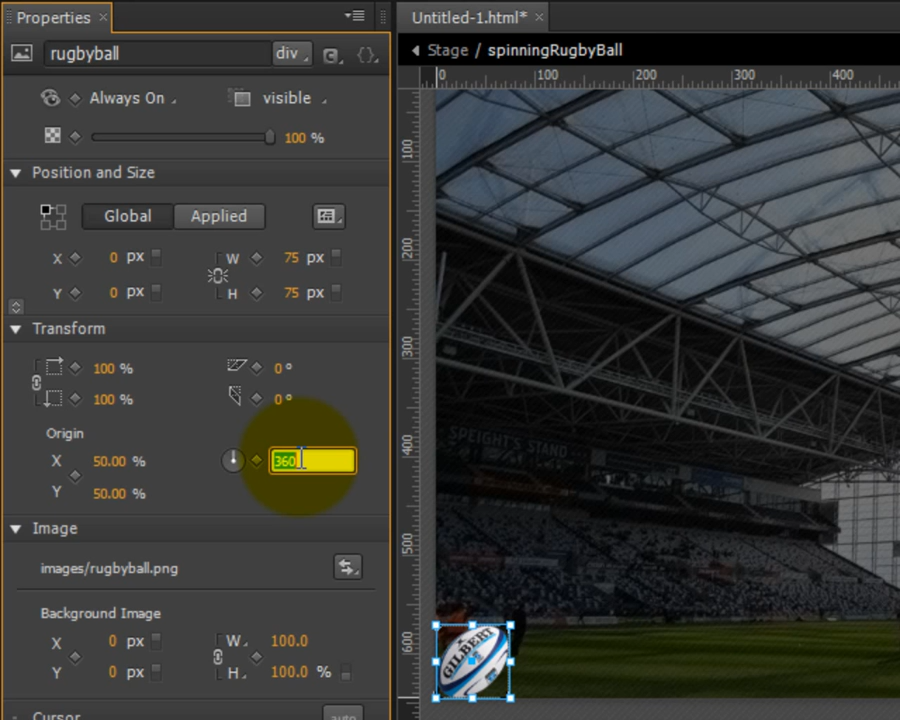 Properties ×
Untitled-1.html* ×
rugbyball div
Stage / spinningRugbyBall
Always On visible
0 100 200 300 400
100 %
Position and Size
Global Applied
X 0 px W 75 px
Y 0 px H 75 px
Transform
100 % 0 °
100 % 0 °
Origin
X 50.00 % 360
Y 50.00 %
Image
images/rugbyball.png
Background Image
X 0 px W 100.0
Y 0 px H 100.0 %
Cursor auto
100
200
300
400
500
600
SPEIGHT'S STAND
GILBERT